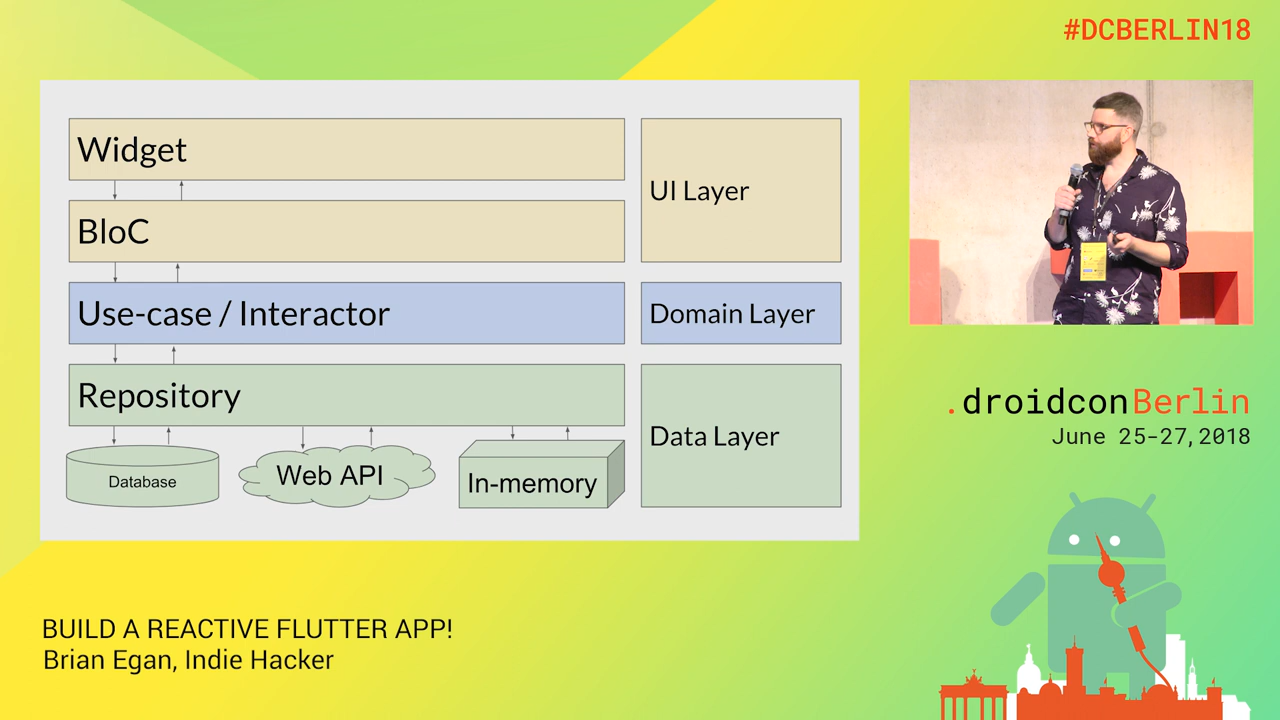 #DCBERLIN18
Widget
BloC
UI Layer
Use-case / Interactor
Domain Layer
Repository
Data Layer
Database
Web API
In-memory
.droidconBerlin
June 25-27, 2018
BUILD A REACTIVE FLUTTER APP!
Brian Egan, Indie Hacker